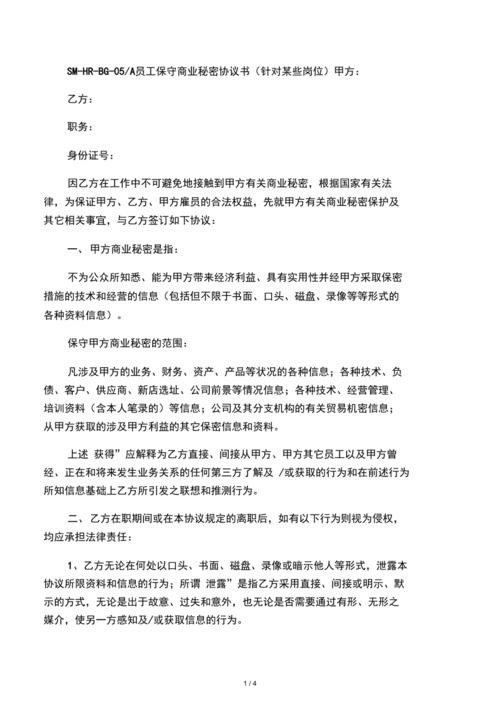 SM-HR-BG-05/A员工保守商业秘密协议书（针对某些岗位）甲方：
乙方：
职务：
身份证号：
因乙方在工作中不可避免地接触到甲方有关商业秘密，根据国家有关法
律，为保证甲方、乙方、甲方雇员的合法权益，先就甲方有关商业秘密保护及
其它相关事宜，与乙方签订如下协议：
一、 甲方商业秘密是指：
不为公众所知悉、能为甲方带来经济利益、具有实用性并经甲方采取保密
措施的技术和经营的信息（包括但不限于书面、口头、磁盘、录像等等形式的
各种资料信息）。
保守甲方商业秘密的范围：
凡涉及甲方的业务、财务、资产、产品等状况的各种信息；各种技术、负
债、客户、供应商、新店选址、公司前景等情况信息；各种技术、经营管理、
培训资料（含本人笔录的）等信息；公司及其分支机构的有关贸易机密信息；
从甲方获取的涉及甲方利益的其它保密信息和资料。
上述 获得”应解释为乙方直接、间接从甲方、甲方其它员工以及甲方曾
经、正在和将来发生业务关系的任何第三方了解及 /或获取的行为和在前述行为
所知信息基础上乙方所引发之联想和推测行为。
二、 乙方在职期间或在本协议规定的离职后，如有以下行为则视为侵权，
均应承担法律责任：
1、乙方无论在何处以口头、书面、磁盘、录像或暗示他人等形式，泄露本
协议所限资料和信息的行为；所谓 泄露”是指乙方采用直接、间接或明示、默
示的方式，无论是出于故意、过失和意外，也无论是否需要通过有形、无形之
媒介，使另一方感知及/或获取信息的行为。
1 / 4